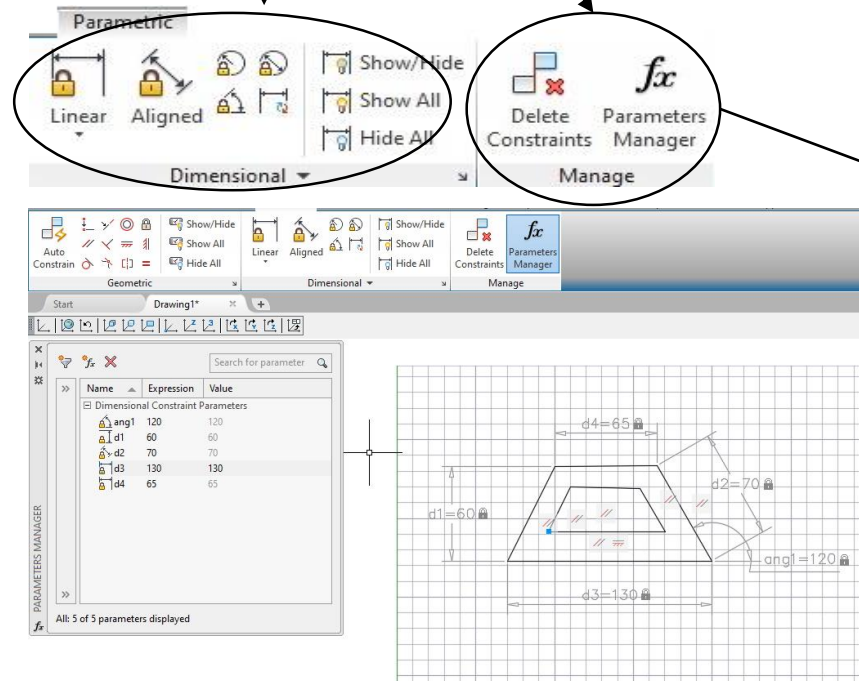 Parametric
Linear Aligned
Show/Hide
Show All
Hide All
Dimensional
Delete Constraints
Parameters Manager
Manage
Auto Constrain
Show/Hide
Show All
Hide All
Geometric
Linear Aligned
Show/Hide
Show All
Hide All
Dimensional
Delete Constraints
Parameters Manager
Manage
Start Drawing1*
Search for parameter
Name Expression Value
Dimensional Constraint Parameters
ang1 120 120
d1 60 60
d2 70 70
d3 130 130
d4 65 65
All: 5 of 5 parameters displayed
PARAMETERS MANAGER
d4=65
d2=70
d1=60
ang1=120
d3=130